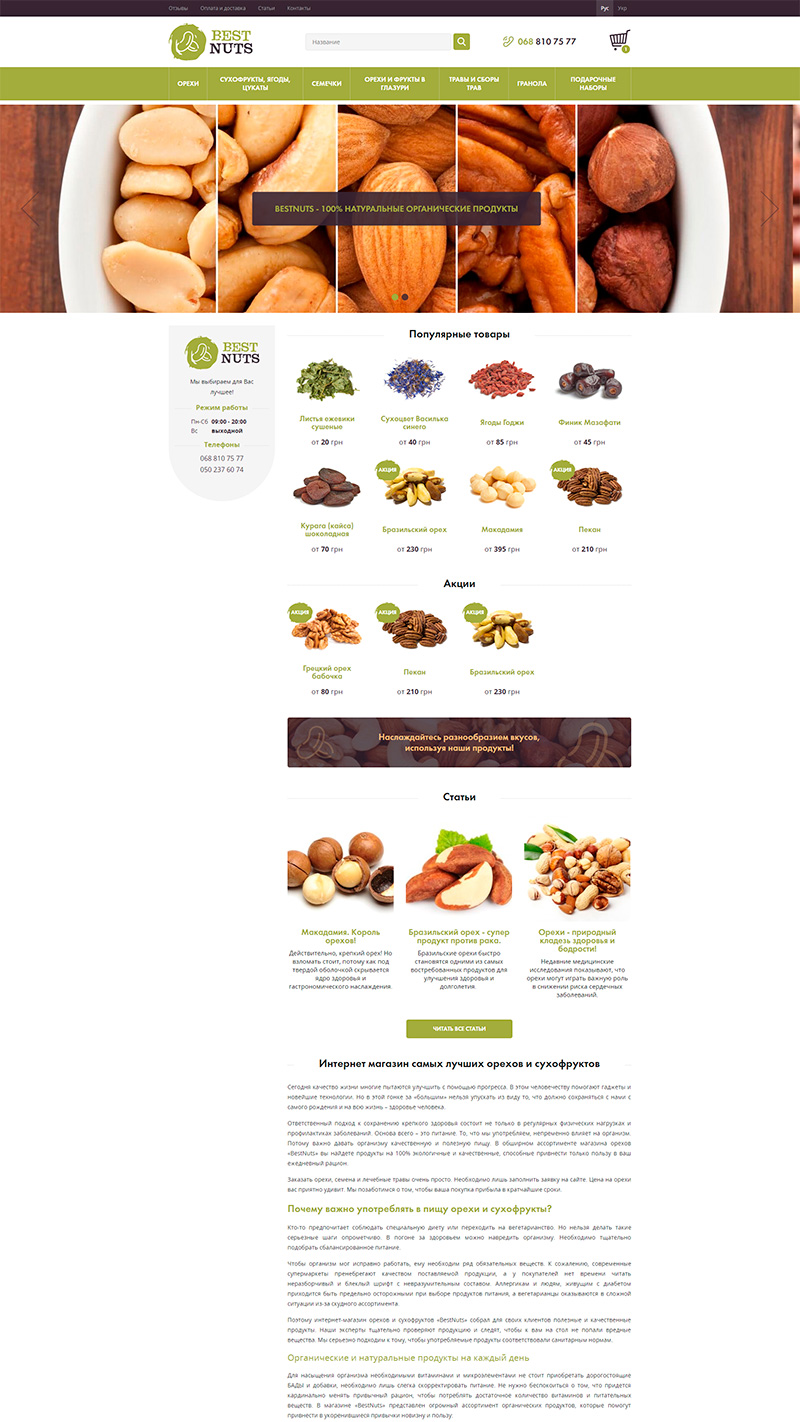 Отзывы Оплата и доставка Статьи Контакты Рус Укр
BEST
NUTS
Название
068 810 75 77
1
ОРЕХИ
СУХОФРУКТЫ, ЯГОДЫ,
ЦУКАТЫ
СЕМЕЧКИ
ОРЕХИ И ФРУКТЫ В
ГЛАЗУРИ
ТРАВЫ И СБОРЫ
ТРАВ
ГРАНОЛА
ПОДАРОЧНЫЕ
НАБОРЫ
BESTNUTS - 100% НАТУРАЛЬНЫЕ ОРГАНИЧЕСКИЕ ПРОДУКТЫ
BEST
NUTS
Мы выбираем для Вас
лучшее!
Режим работы
Пн-Сб 09:00 - 20:00
Вс выходной
Телефоны
068 810 75 77
050 237 60 74
Популярные товары
Листья ежевики
сушеные
от 20 грн
Сухоцвет Василька
синего
от 40 грн
Ягоды Годжи
от 85 грн
Финик Мазафати
от 45 грн
Курага (кайса)
шоколадная
от 70 грн
АКЦИЯ
Бразильский орех
от 230 грн
Макадамия
от 395 грн
АКЦИЯ
Пекан
от 210 грн
Акции
АКЦИЯ
Грецкий орех
бабочка
от 80 грн
АКЦИЯ
Пекан
от 210 грн
АКЦИЯ
Бразильский орех
от 230 грн
Наслаждайтесь разнообразием вкусов,
используя наши продукты!
Статьи
Макадамия. Король
орехов!
Действительно, крепкий орех! Но
взломать стоит, потому как под
твердой оболочкой скрывается
ядро здоровья и
гастрономического наслаждения.
Бразильский орех - супер
продукт против рака.
Бразильские орехи быстро
становятся одними из самых
востребованных продуктов для
улучшения здоровья и
долголетия.
Орехи - природный
кладезь здоровья и
бодрости!
Недавние медицинские
исследования показывают, что
орехи могут играть важную роль
в снижении риска сердечных
заболеваний.
ЧИТАТЬ ВСЕ СТАТЬИ
Интернет магазин самых лучших орехов и сухофруктов
Сегодня качество жизни многие пытаются улучшить с помощью прогресса. В этом человечеству помогают гаджеты и
новейшие технологии. Но в этой гонке за «большим» нельзя упускать из виду то, что должно сохраняться с нами с
самого рождения и на всю жизнь – здоровье человека.
Ответственный подход к сохранению крепкого здоровья состоит не только в регулярных физических нагрузках и
профилактиках заболеваний. Основа всего – это питание. То, что мы употребляем, непременно влияет на организм.
Потому важно давать организму качественную и полезную пищу. В обширном ассортименте магазина орехов
«BestNuts» вы найдете продукты на 100% экологичные и качественные, способные привнести только пользу в ваш
ежедневный рацион.
Заказать орехи, семена и лечебные травы очень просто. Необходимо лишь заполнить заявку на сайте. Цена на орехи
вас приятно удивит. Мы позаботимся о том, чтобы ваша покупка прибыла в кратчайшие сроки.
Почему важно употреблять в пищу орехи и сухофрукты?
Кто-то предпочитает соблюдать специальную диету или переходить на вегетарианство. Но нельзя делать такие
серьезные шаги опрометчиво. В погоне за здоровьем можно навредить организму. Необходимо тщательно
подобрать сбалансированное питание.
Чтобы организм мог исправно работать, ему необходим ряд обязательных веществ. К сожалению, современные
супермаркеты пренебрегают качеством поставляемой продукции, а у покупателей нет времени читать
неразборчивый и блеклый шрифт с невразумительным составом. Аллергикам и людям, живущим с диабетом
приходится быть предельно осторожными при выборе продуктов питания, а вегетарианцы оказываются в сложной
ситуации из-за скудного ассортимента.
Поэтому интернет-магазин орехов и сухофруктов «BestNuts» собрал для своих клиентов полезные и качественные
продукты. Наши эксперты тщательно проверяют продукцию и следят, чтобы к вам на стол не попали вредные
вещества. Мы серьезно подходим к тому, чтобы употребляемые продукты соответствовали санитарным нормам.
Органические и натуральные продукты на каждый день
Для насыщения организма необходимыми витаминами и микроэлементами не стоит приобретать дорогостоящие
БАДЫ и добавки, необходимо лишь слегка скорректировать питание. Не нужно беспокоиться о том, что придется
кардинально менять привычный рацион, чтобы потреблять достаточное количество витаминов и питательных
веществ. В магазине «BestNuts» представлен огромный ассортимент органических продуктов, которые помогут
привнести в укоренившиеся привычки новизну и пользу.